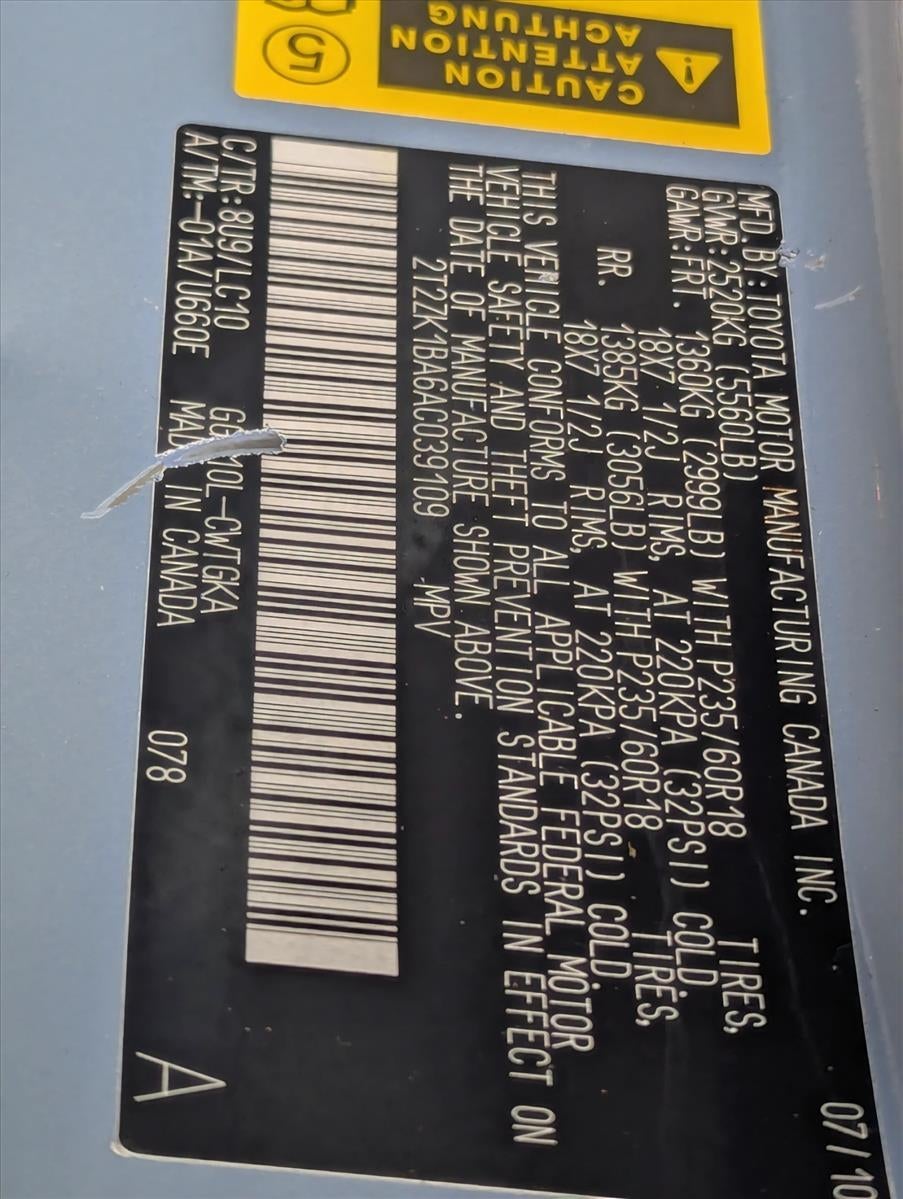 CAUTION
ATTENTION
ACHTUNG
5
MFD.BY:TOYOTA MOTOR MANUFACTURING CANADA INC. 07/10
GVWR:2520KG (5560LB)
GAWR:FRT. 1360KG (2999LB) WITH P235/60R18 TIRES,
18X7 1/2J RIMS, AT 220KPA (32PSI) COLD.
RR. 1385KG (3056LB) WITH P235/60R18 TIRES,
18X7 1/2J RIMS, AT 220KPA (32PSI) COLD
THIS VEHICLE CONFORMS TO ALL APPLICABLE FEDERAL MOTOR
VEHICLE SAFETY AND THEFT PREVENTION STANDARDS IN EFFECT ON
THE DATE OF MANUFACTURE SHOWN ABOVE.
2T2ZK1BA6AC039109 MPV
C/TR:8U9/LC10 10L-CWTGKA
A/TM:-01A/U660E MADE IN CANADA 078 A